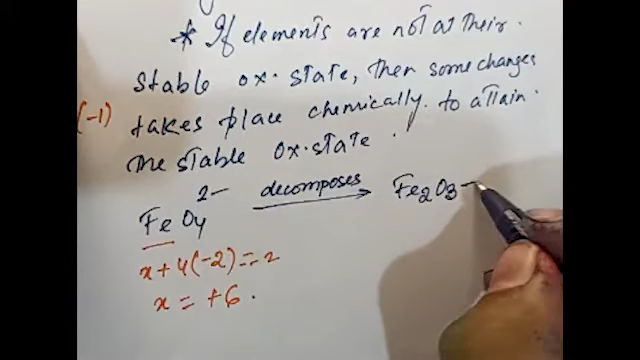 * If elements are not at their
stable ox. state, then some changes
(-1) takes place chemically to attain
the stable ox. state.
FeO4 2- decomposes → Fe2O3
x+4(-2)=-2
x = +6.